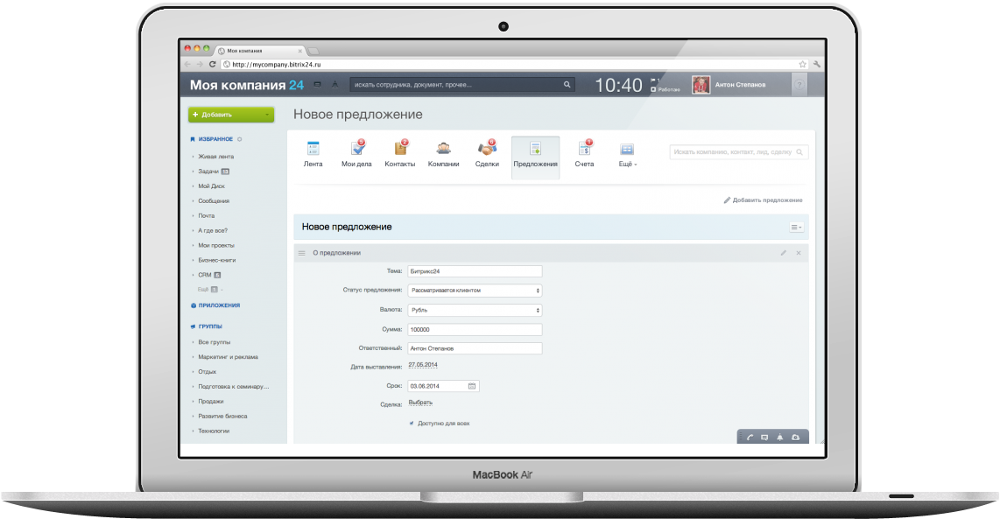 Моя компания
http://mycompany.bitrix24.ru
Моя компания 24
искать сотрудника, документ, прочее...
10:40
Работаю
Антон Степанов
?
+ Добавить
Новое предложение
ИЗБРАННОЕ
Живая лента
Задачи 13
Мой Диск
Сообщения
Почта
А где все?
Мои проекты
Бизнес-книги
CRM 6
Ещё
ПРИЛОЖЕНИЯ
ГРУППЫ
Все группы
Маркетинг и реклама
Отдых
Подготовка к семинару...
Продажи
Развитие бизнеса
Технологии
Лента
Мои дела
2
Контакты
Компании
Сделки
Предложения
1
Счета
Ещё
Искать компанию, контакт, лид, сделку
Добавить предложение
Новое предложение
О предложении
Тема: Битрикс24
Статус предложения: Рассматривается клиентом
Валюта: Рубль
Сумма: 100000
Ответственный: Антон Степанов
Дата выставления: 27.05.2014
Срок: 03.06.2014
Сделка: Выбрать
Доступно для всех
MacBook Air